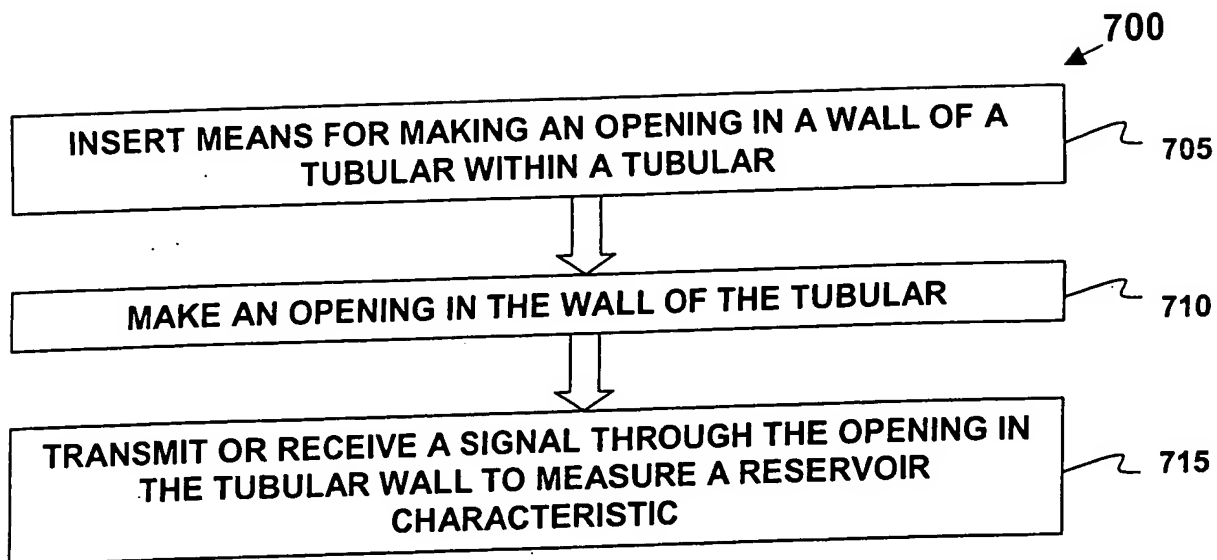 700
INSERT MEANS FOR MAKING AN OPENING IN A WALL OF A
TUBULAR WITHIN A TUBULAR
705
MAKE AN OPENING IN THE WALL OF THE TUBULAR
710
TRANSMIT OR RECEIVE A SIGNAL THROUGH THE OPENING IN
THE TUBULAR WALL TO MEASURE A RESERVOIR
CHARACTERISTIC
715